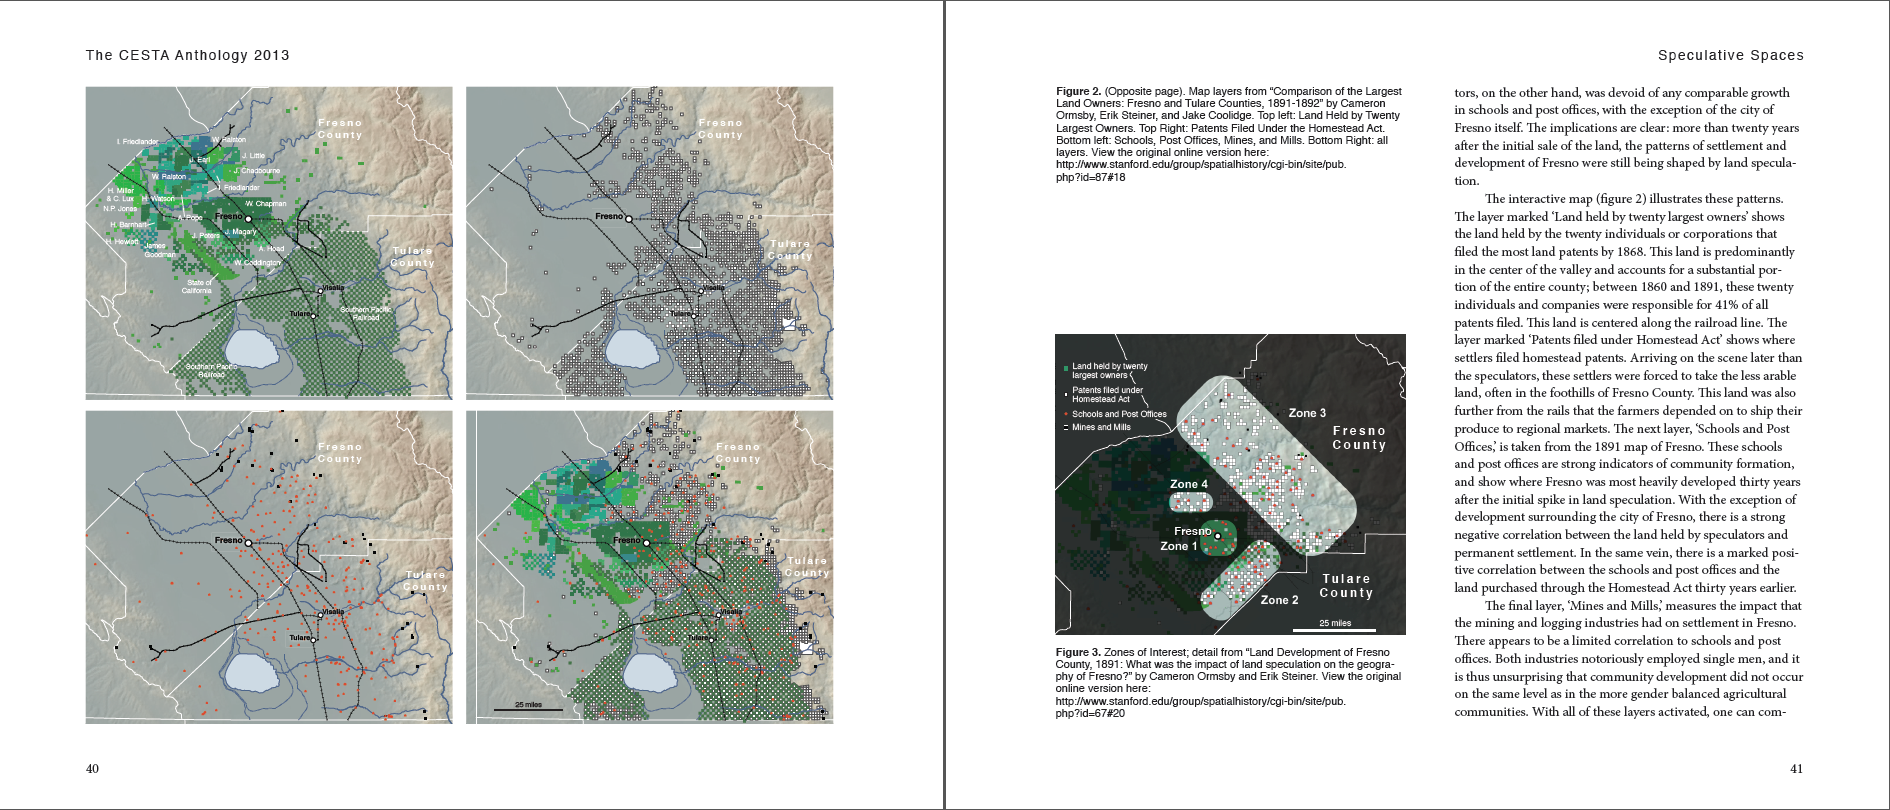 The CESTA Anthology 2013
Fresno
County
I. Friedlander
W. Ralston
J. Earl
J. Little
J. Chadbourne
W. Ralston
I. Friedlander
H. Millar
& C. Lux
H. Watson
N.P. Jones
W. Chapman
A. Pope
Fresno
H. Barnhart
J. Peters
J. Magary
H. Hewlett
James
Goodman
A. Head
Tulare
County
W. Coddington
State of
California
Visalia
Tulare
Southern Pacific
Railroad
Southern Pacific
Railroad
Fresno
County
Fresno
Tulare
County
Visalia
Tulare
Fresno
County
Fresno
Tulare
County
Visalia
Tulare
Fresno
County
Fresno
Tulare
County
Visalia
Tulare
25 miles
40
Speculative Spaces
Figure 2. (Opposite page). Map layers from “Comparison of the Largest
Land Owners: Fresno and Tulare Counties, 1891-1892” by Cameron
Ormsby, Erik Steiner, and Jake Coolidge. Top left: Land Held by Twenty
Largest Owners. Top Right: Patents Filed Under the Homestead Act.
Bottom left: Schools, Post Offices, Mines, and Mills. Bottom Right: all
layers. View the original online version here:
http://www.stanford.edu/group/spatialhistory/cgi-bin/site/pub.
php?id=87#18
Land held by twenty
largest owners
Patents filed under
Homestead Act
Schools and Post Offices
Mines and Mills
Zone 3
Fresno
County
Zone 4
Fresno
Zone 1
Tulare
County
Zone 2
25 miles
Figure 3. Zones of Interest; detail from “Land Development of Fresno
County, 1891: What was the impact of land speculation on the geogra-
phy of Fresno?” by Cameron Ormsby and Erik Steiner. View the original
online version here:
http://www.stanford.edu/group/spatialhistory/cgi-bin/site/pub.
php?id=67#20
tors, on the other hand, was devoid of any comparable growth
in schools and post offices, with the exception of the city of
Fresno itself. The implications are clear: more than twenty years
after the initial sale of the land, the patterns of settlement and
development of Fresno were still being shaped by land specula-
tion.
The interactive map (figure 2) illustrates these patterns.
The layer marked ‘Land held by twenty largest owners’ shows
the land held by the twenty individuals or corporations that
filed the most land patents by 1868. This land is predominantly
in the center of the valley and accounts for a substantial por-
tion of the entire county; between 1860 and 1891, these twenty
individuals and companies were responsible for 41% of all
patents filed. This land is centered along the railroad line. The
layer marked ‘Patents filed under Homestead Act’ shows where
settlers filed homestead patents. Arriving on the scene later than
the speculators, these settlers were forced to take the less arable
land, often in the foothills of Fresno County. This land was also
further from the rails that the farmers depended on to ship their
produce to regional markets. The next layer, ‘Schools and Post
Offices,’ is taken from the 1891 map of Fresno. These schools
and post offices are strong indicators of community formation,
and show where Fresno was most heavily developed thirty years
after the initial spike in land speculation. With the exception of
development surrounding the city of Fresno, there is a strong
negative correlation between the land held by speculators and
permanent settlement. In the same vein, there is a marked posi-
tive correlation between the schools and post offices and the
land purchased through the Homestead Act thirty years earlier.
The final layer, ‘Mines and Mills,’ measures the impact that
the mining and logging industries had on settlement in Fresno.
There appears to be a limited correlation to schools and post
offices. Both industries notoriously employed single men, and it
is thus unsurprising that community development did not occur
on the same level as in the more gender balanced agricultural
communities. With all of these layers activated, one can com-
41